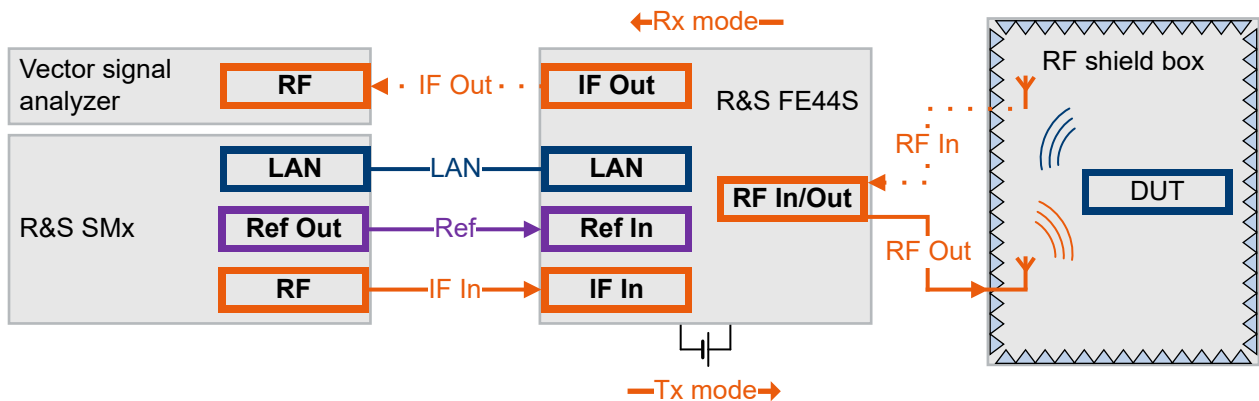 Rx mode
Vector signal
analyzer
RF
IF Out
IF Out
R&S FE44S
RF shield box
RF In
LAN
LAN
LAN
RF In/Out
DUT
R&S SMx
Ref Out
Ref
Ref In
RF Out
RF
IF In
IF In
Tx mode